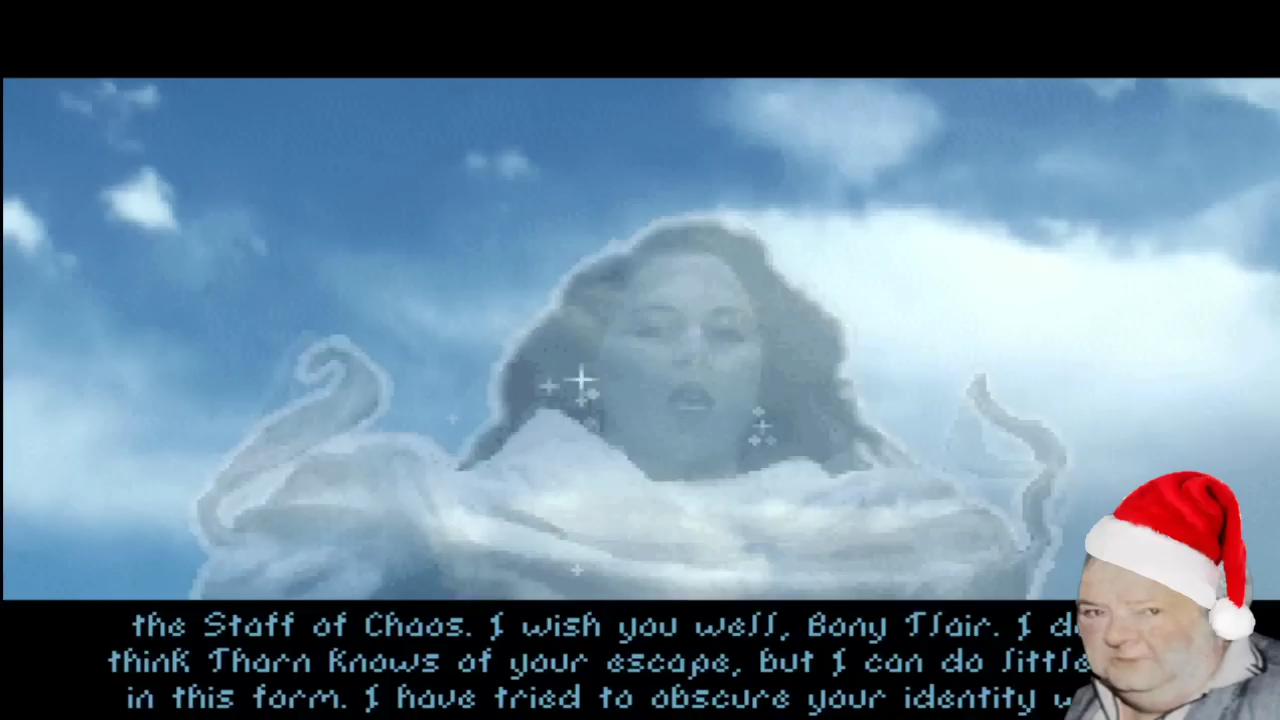 the Staff of Chaos. I wish you well, Bony Tlair. I
think Tharn knows of your escape, but I can do little
in this form. I have tried to obscure your identity